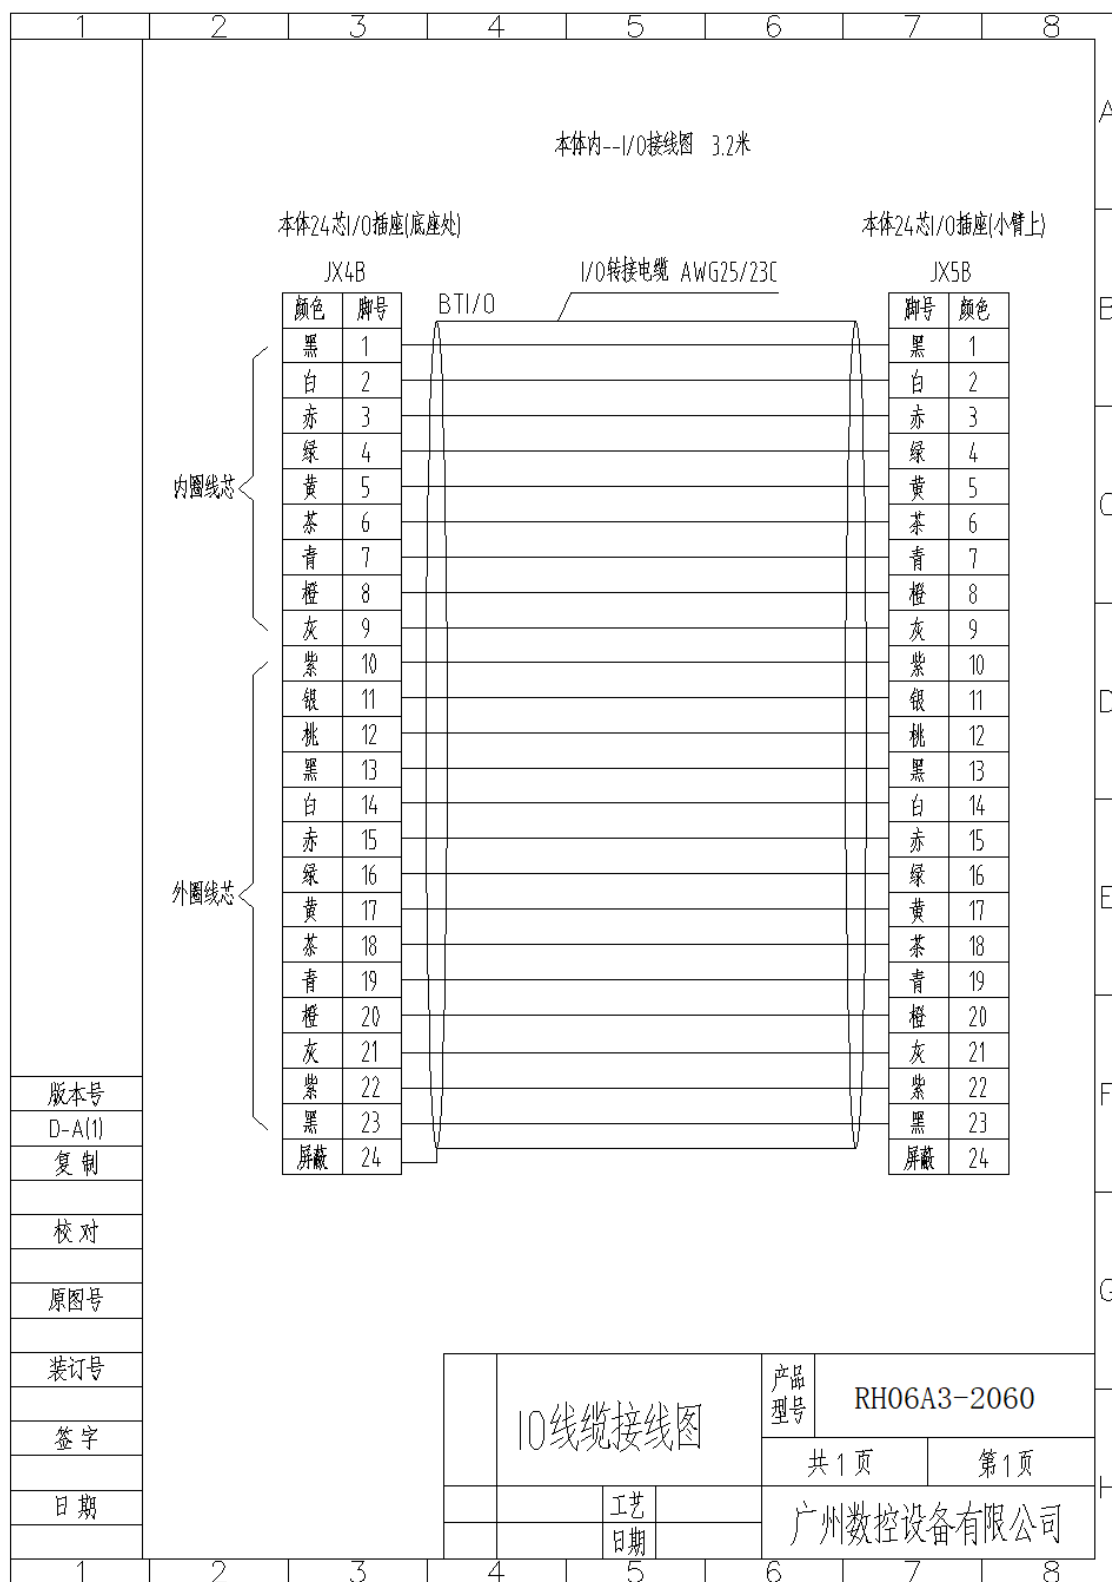 1 2 3 4 5 6 7 8
A
本体内--I/O接线图 3.2米
本体24芯I/O插座(底座处) 本体24芯I/O插座(小臂上)
JX4B I/O转接电缆 AWG25/23C JX5B
颜色 脚号 BTI/O 脚号 颜色 B
黑 1 黑 1
白 2 白 2
赤 3 赤 3
绿 4 绿 4
内圈线芯 黄 5 黄 5 C
茶 6 茶 6
青 7 青 7
橙 8 橙 8
灰 9 灰 9
紫 10 紫 10
银 11 银 11 D
桃 12 桃 12
黑 13 黑 13
白 14 白 14
赤 15 赤 15
绿 16 绿 16
外圈线芯 黄 17 黄 17 E
茶 18 茶 18
青 19 青 19
橙 20 橙 20
灰 21 灰 21
版本号 紫 22 紫 22 F
D-A(1) 黑 23 黑 23
复制 屏蔽 24 屏蔽 24
校对
原图号 G
装订号
产品型号 RH06A3-2060
IO线缆接线图
签字
共1页 第1页
日期 H
工艺
广州数控设备有限公司
日期
1 2 3 4 5 6 7 8